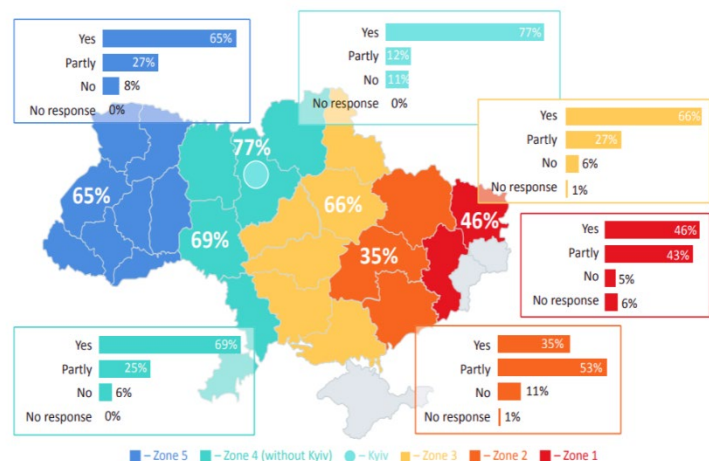 Yes 65%
Partly 27%
No 8%
No response 0%
Yes 77%
Partly 12%
No 11%
No response 0%
Yes 66%
Partly 27%
No 6%
No response 1%
77%
65%
66%
46%
69%
35%
Yes 46%
Partly 43%
No 5%
No response 6%
Yes 69%
Partly 25%
No 6%
No response 0%
Yes 35%
Partly 53%
No 11%
No response 1%
– Zone 5 – Zone 4 (without Kyiv) – Kyiv – Zone 3 – Zone 2 – Zone 1